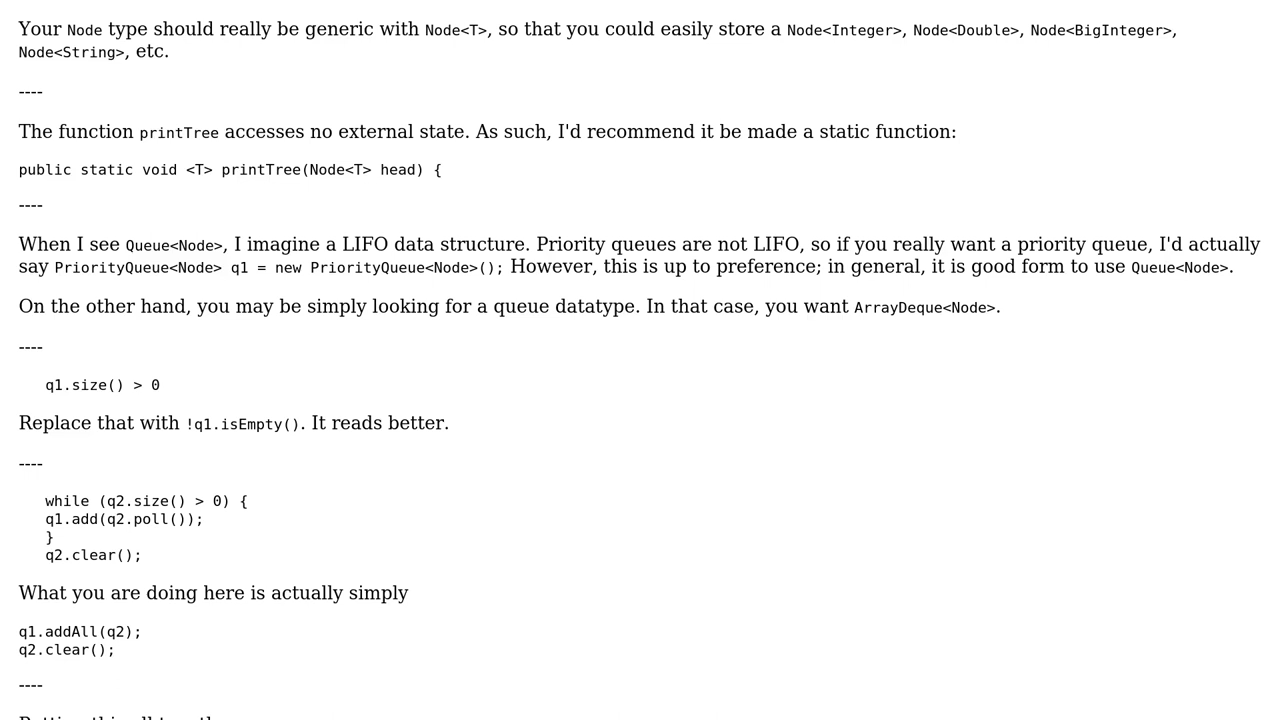 Your Node type should really be generic with Node<T>, so that you could easily store a Node<Integer>, Node<Double>, Node<BigInteger>,
Node<String>, etc.
----
The function printTree accesses no external state. As such, I'd recommend it be made a static function:
public static void <T> printTree(Node<T> head) {
----
When I see Queue<Node>, I imagine a LIFO data structure. Priority queues are not LIFO, so if you really want a priority queue, I'd actually
say PriorityQueue<Node> q1 = new PriorityQueue<Node>(); However, this is up to preference; in general, it is good form to use Queue<Node>.
On the other hand, you may be simply looking for a queue datatype. In that case, you want ArrayDeque<Node>.
----
q1.size() > 0
Replace that with !q1.isEmpty(). It reads better.
----
while (q2.size() > 0) {
q1.add(q2.poll());
}
q2.clear();
What you are doing here is actually simply
q1.addAll(q2);
q2.clear();
----